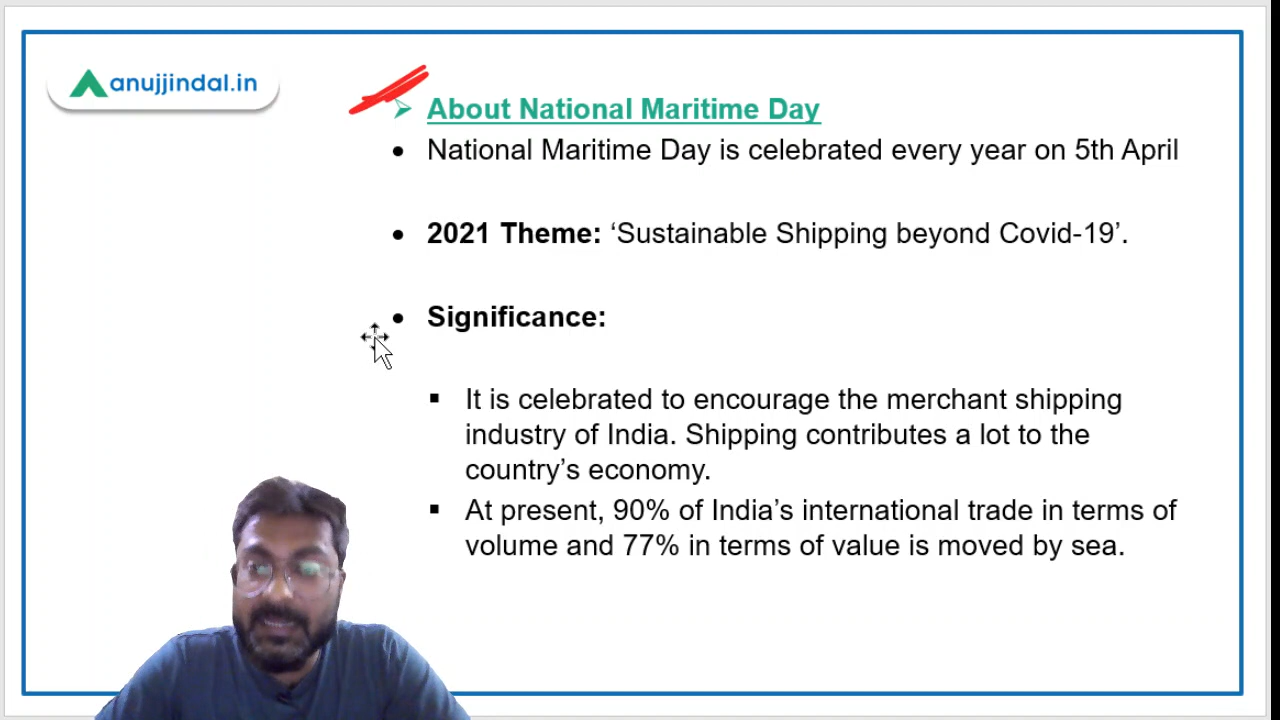 anujjindal.in
About National Maritime Day
National Maritime Day is celebrated every year on 5th April
2021 Theme: ‘Sustainable Shipping beyond Covid-19’.
Significance:
It is celebrated to encourage the merchant shipping
industry of India. Shipping contributes a lot to the
country’s economy.
At present, 90% of India’s international trade in terms of
volume and 77% in terms of value is moved by sea.